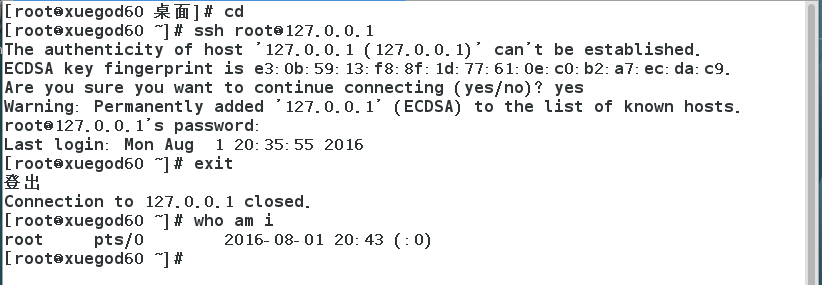 [root@xuegod60 桌面]# cd
[root@xuegod60 ~]# ssh root@127.0.0.1
The authenticity of host '127.0.0.1 (127.0.0.1)' can't be established.
ECDSA key fingerprint is e3:0b:59:13:f8:8f:1d:77:61:0e:c0:b2:a7:ec:da:c9.
Are you sure you want to continue connecting (yes/no)? yes
Warning: Permanently added '127.0.0.1' (ECDSA) to the list of known hosts.
root@127.0.0.1's password:
Last login: Mon Aug  1 20:35:55 2016
[root@xuegod60 ~]# exit
登出
Connection to 127.0.0.1 closed.
[root@xuegod60 ~]# who am i
root     pts/0        2016-08-01 20:43 (:0)
[root@xuegod60 ~]#